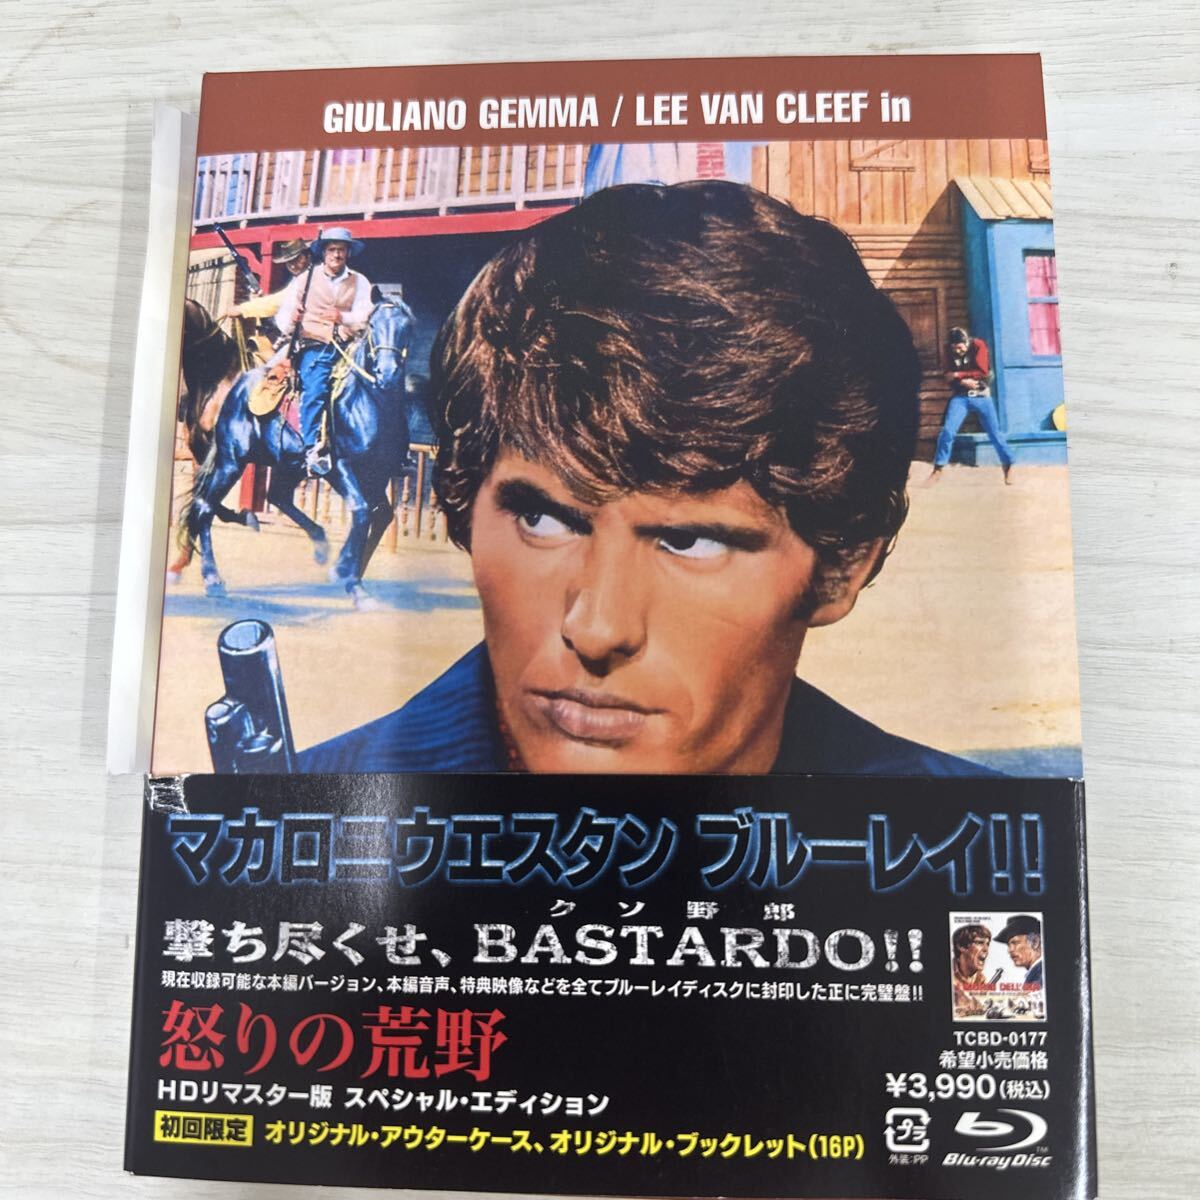 GIULIANO GEMMA / LEE VAN CLEEF in
マカロニウエスタン ブルーレイ!!
クソ野郎
撃ち尽くせ、BASTARDO!!
現在収録可能な本編バージョン、本編音声、特典映像などを全てブルーレイディスクに封印した正に完璧盤!!
怒りの荒野
HDリマスター版 スペシャル・エディション
初回限定 オリジナル・アウターケース、オリジナル・ブックレット(16P)
TCBD-0177
希望小売価格
¥3,990(税込)
プラ
外装:PP
Blu-ray Disc™